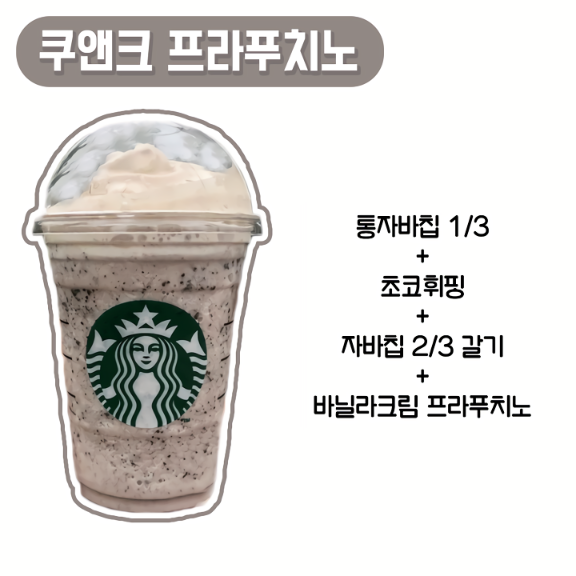 쿠앤크 프라푸치노
통자바칩 1/3
+
초코휘핑
+
자바칩 2/3 갈기
+
바닐라크림 프라푸치노